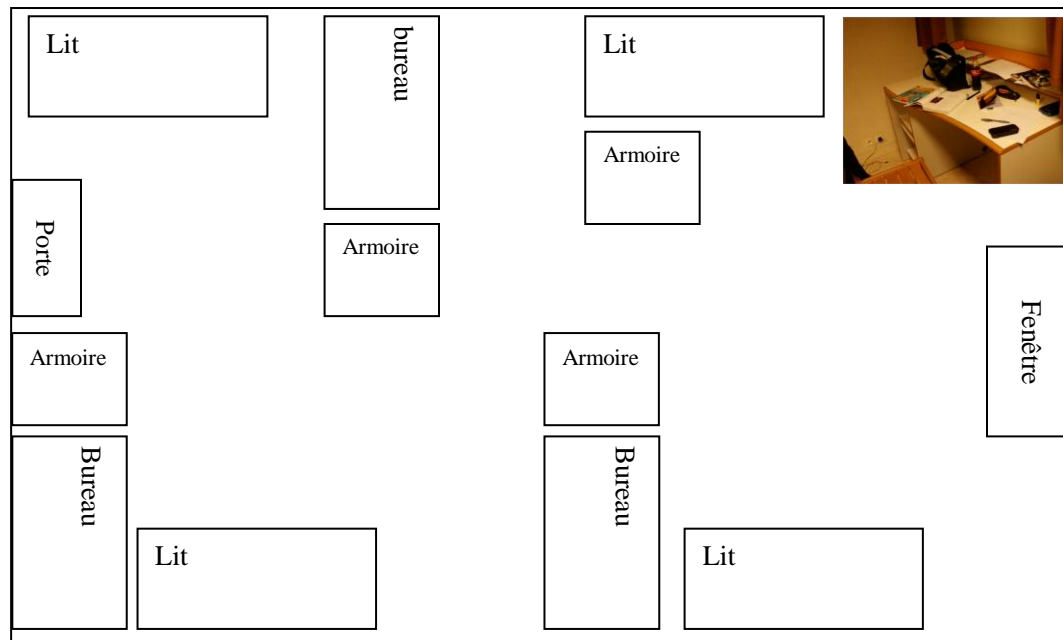 Lit
bureau
Lit
Armoire
Porte
Armoire
Fenêtre
Armoire
Armoire
Bureau
Bureau
Lit
Lit